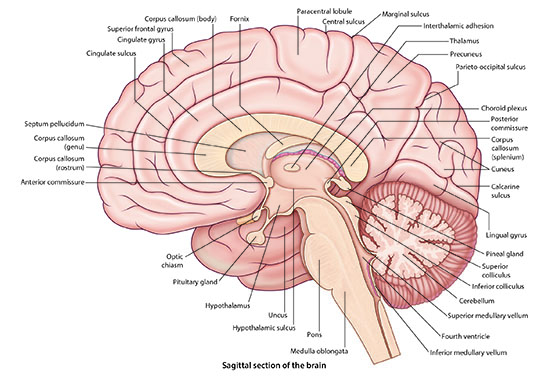 Corpus callosum (body)
Fornix
Paracentral lobule
Central sulcus
Marginal sulcus
Superior frontal gyrus
Interthalamic adhesion
Cingulate gyrus
Thalamus
Cingulate sulcus
Precuneus
Parieto-occipital sulcus
Septum pellucidum
Corpus callosum
(genu)
Corpus callosum
(rostrum)
Anterior commissure
Choroid plexus
Posterior
commissure
Corpus
callosum
(splenium)
Cuneus
Calcarine
sulcus
Lingual gyrus
Pineal gland
Superior
colliculus
Inferior colliculus
Cerebellum
Superior medullary vellum
Fourth ventricle
Inferior medullary vellum
Optic
chiasm
Pituitary gland
Hypothalamus
Uncus
Hypothalamic sulcus
Pons
Medulla oblongata
Sagittal section of the brain